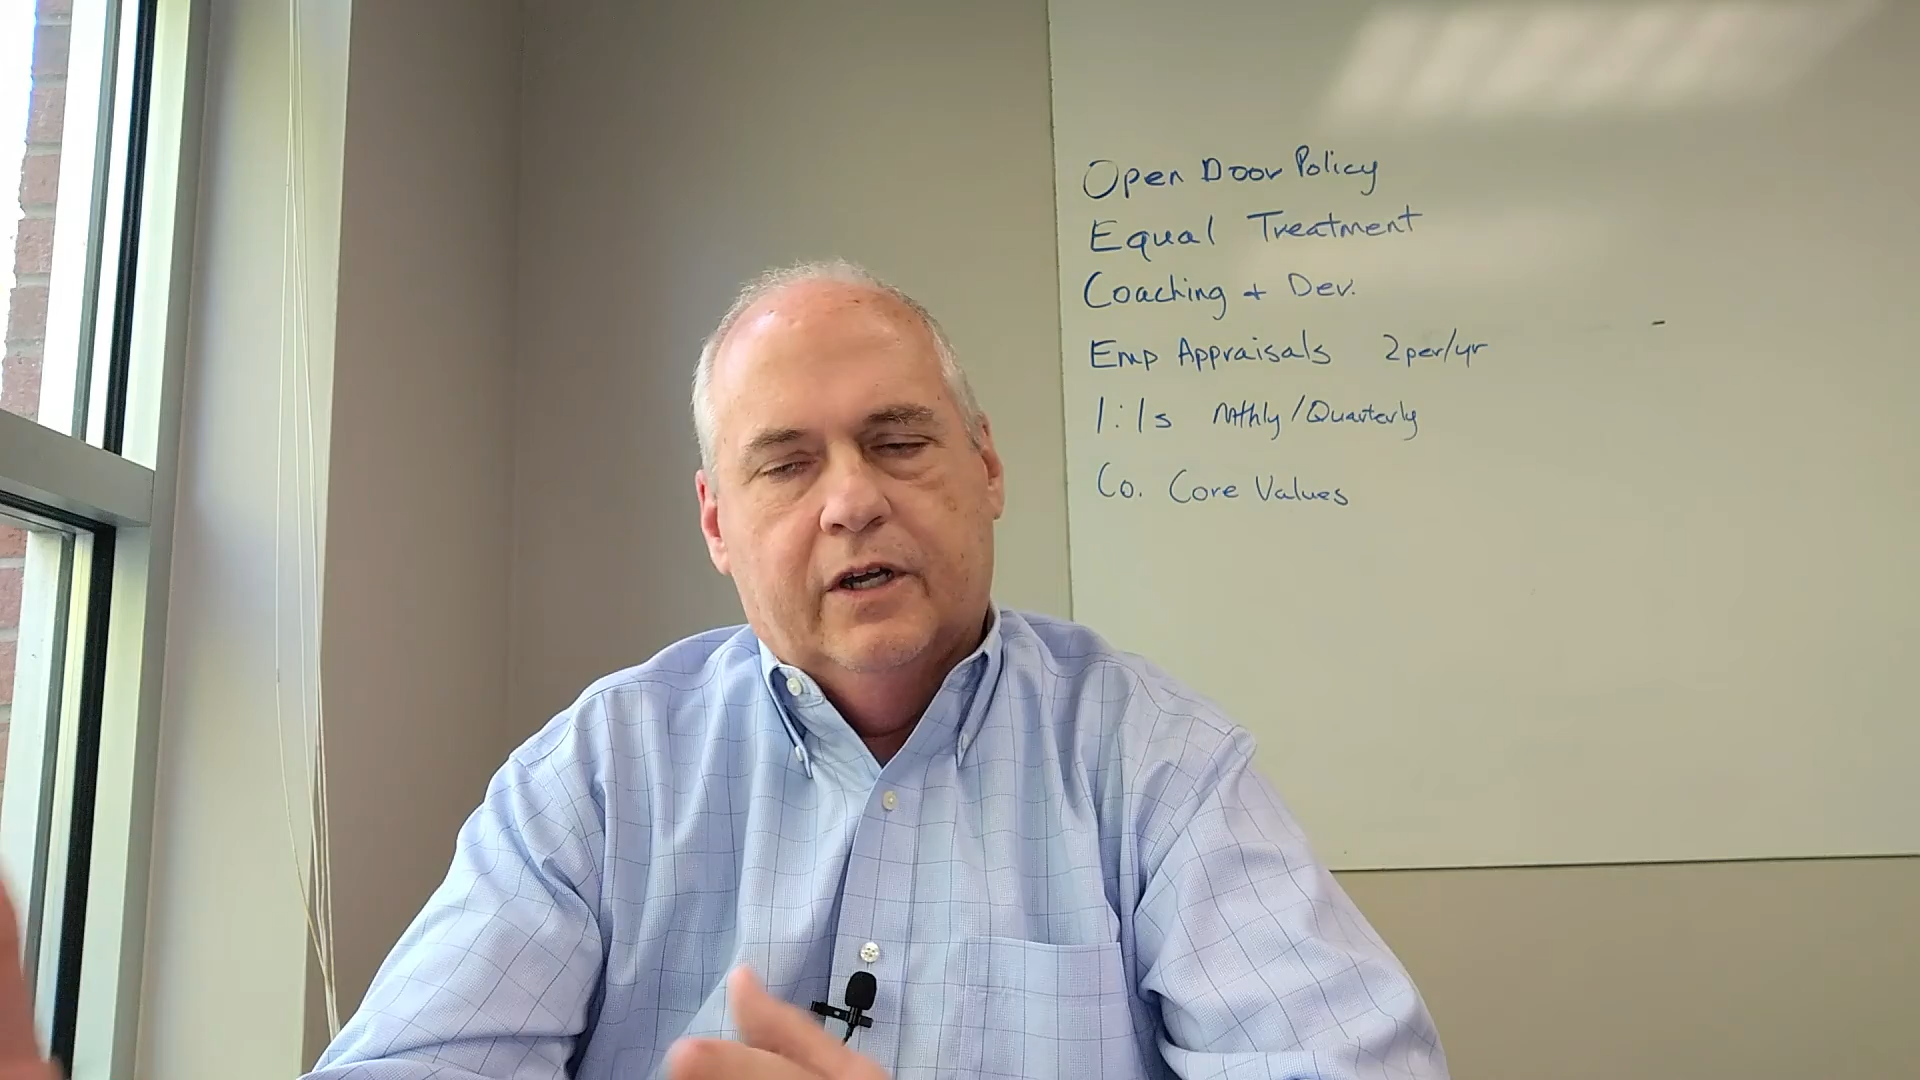 Open Door Policy
Equal Treatment
Coaching + Dev.
Emp Appraisals 2per/yr
1:1s Mthly/Quarterly
Co. Core Values